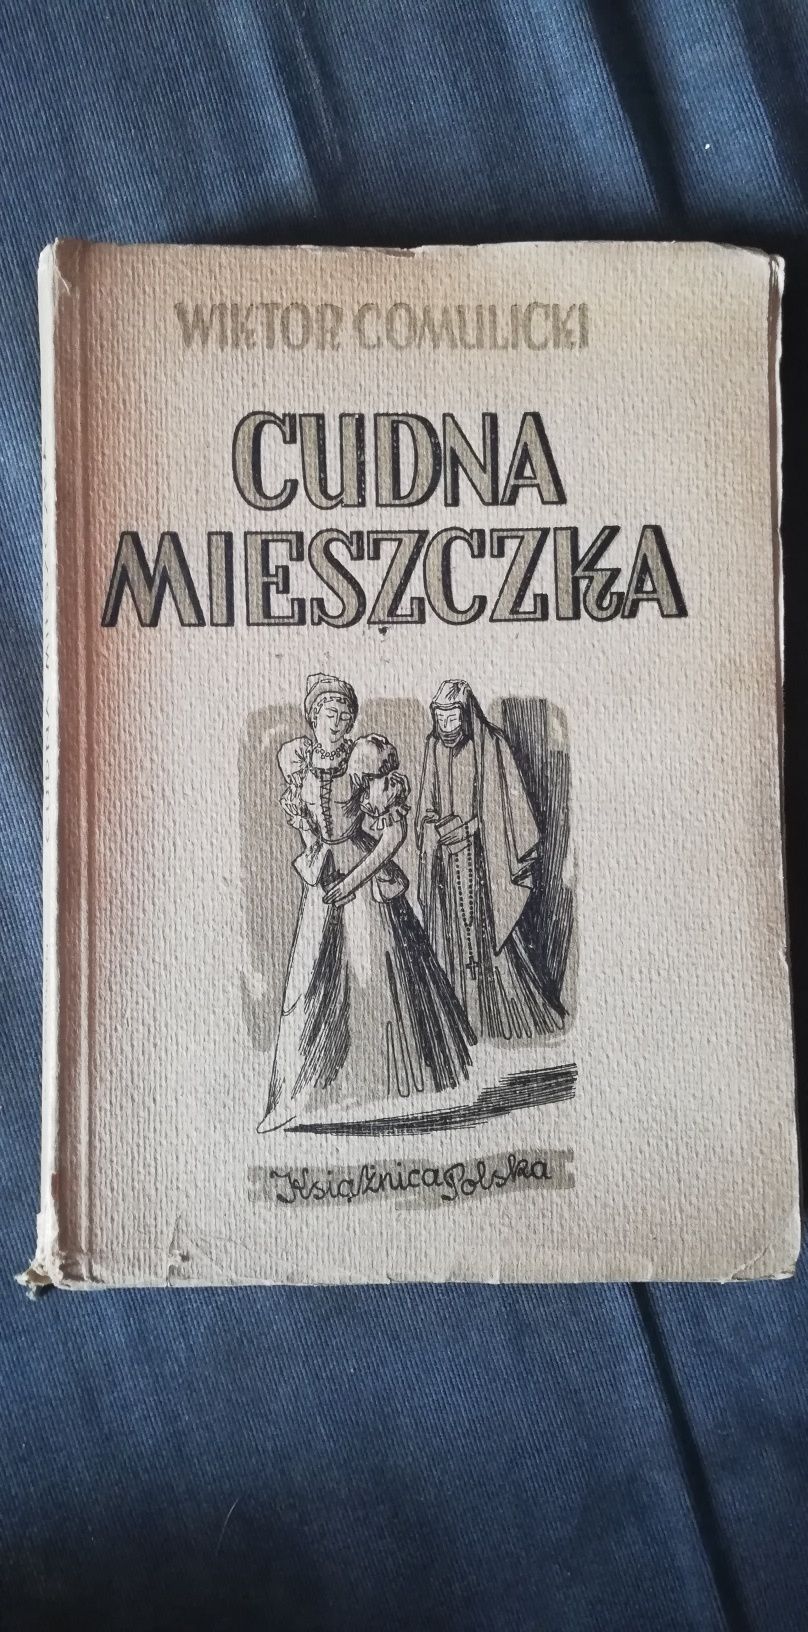 WIKTOR GOMULICKI
CUDNA
MIESZCZKA
Książnica Polska